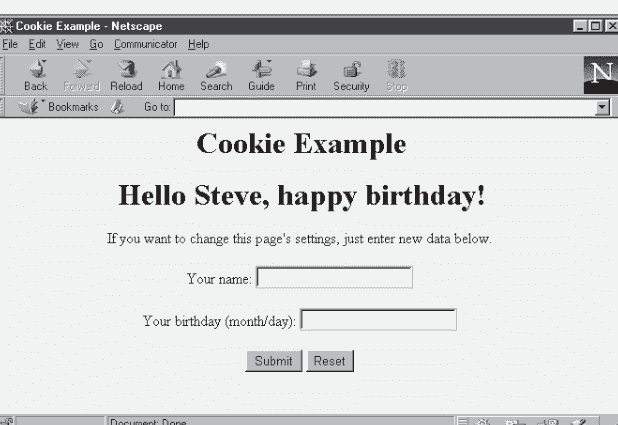 Cookie Example - Netscape
File Edit View Go Communicator Help
Back Forward Reload Home Search Guide Print Security Stop
N
Bookmarks Go to:
Cookie Example
Hello Steve, happy birthday!
If you want to change this page's settings, just enter new data below.
Your name:
Your birthday (month/day):
Submit Reset
Document: Done